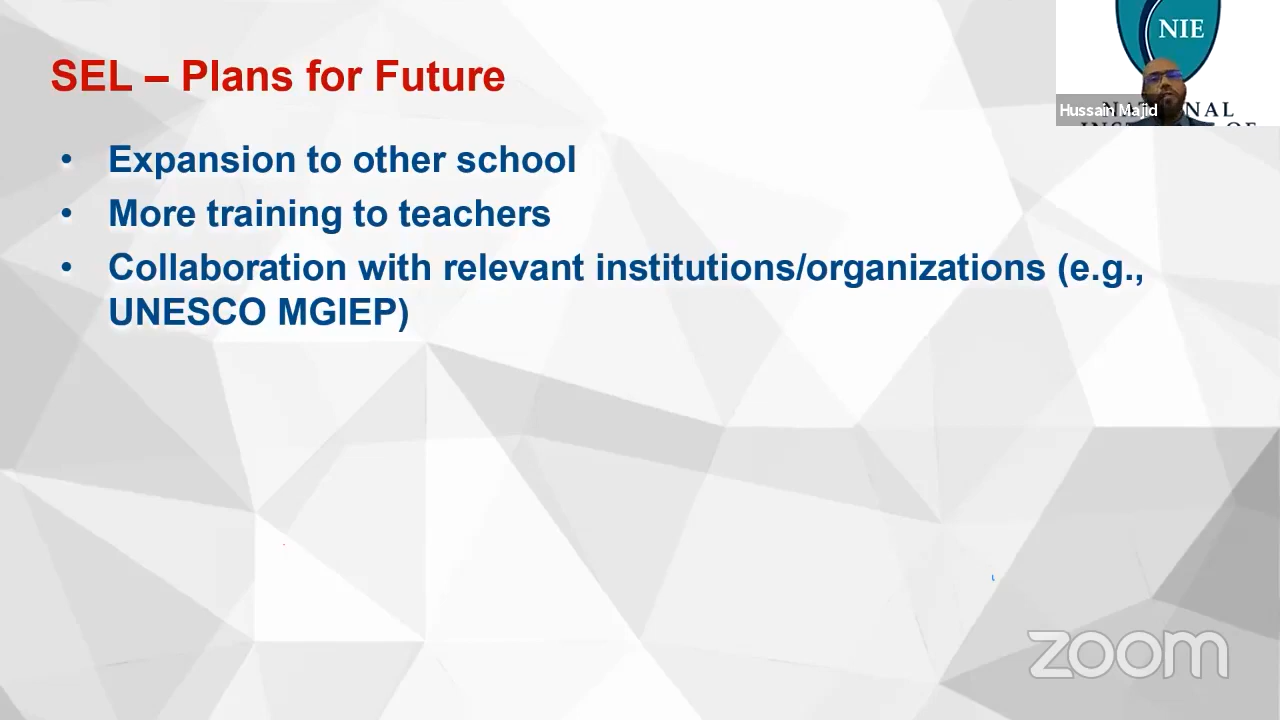 SEL – Plans for Future
• Expansion to other school
• More training to teachers
• Collaboration with relevant institutions/organizations (e.g.,
UNESCO MGIEP)
NIE
Hussain Majid
NAL
zoom